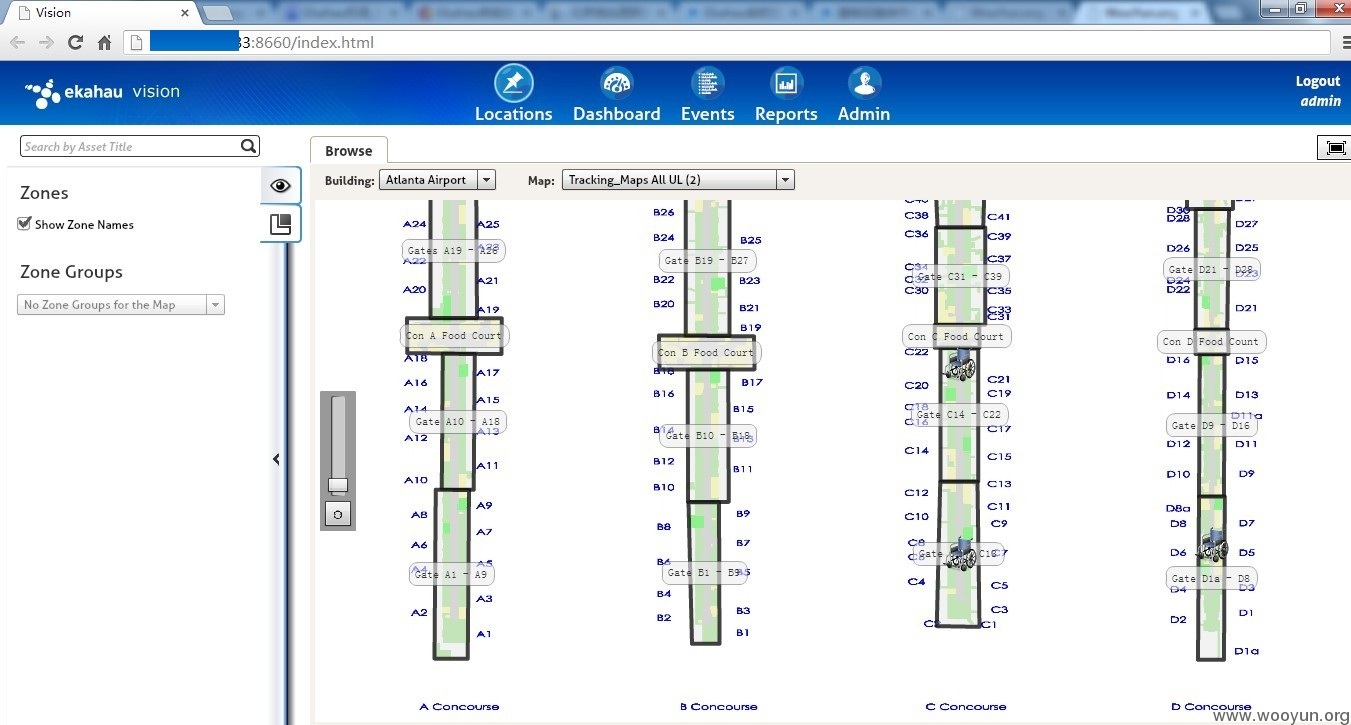 Vision
33:8660/index.html
ekahau vision
Locations
Dashboard
Events
Reports
Admin
Logout
admin
Search by Asset Title
Browse
Building: Atlanta Airport
Map: Tracking_Maps All UL (2)
Zones
Show Zone Names
Zone Groups
No Zone Groups for the Map
A24 A25
Gates A19 - A26
A22
A20 A21
A19
Con A Food Court
A18
A16 A17
A15
A14
Gate A10 - A18
A13
A12
A11
A10
A9
A8
A7
A6
A5
A4
Gate A1 - A9
A3
A2
A1
A Concourse
B26
B24 B25
Gate B19 - B27
B22 B23
B20 B21
B19
Con B Food Court
B17
B16
B15
B14
Gate B10 - B18
B12
B11
B10
B9
B8
B7
B6
Gate B1 - B9
B5
B4
B3
B2
B1
B Concourse
C38 C41
C36 C39
C37
C34
Gate C31 - C39
C30 C35
C33
C31
Con C Food Court
C22
C20 C21
C19
C18
Gate C14 - C22
C16
C17
C14
C15
C13
C12
C11
C10
C9
C8
C7
C4 C5
C3
C1
C Concourse
D30
D28 D27
D26 D25
Gate D21 - D28
D23
D24
D22
D21
Con D Food Count
D16 D15
D14 D13
D11a
Gate D9 - D16
D12 D11
D10 D9
D8a
D8 D7
D6 D5
Gate D1a - D8
D4 D3
D2 D1
D1a
D Concourse
www.wooyun.org